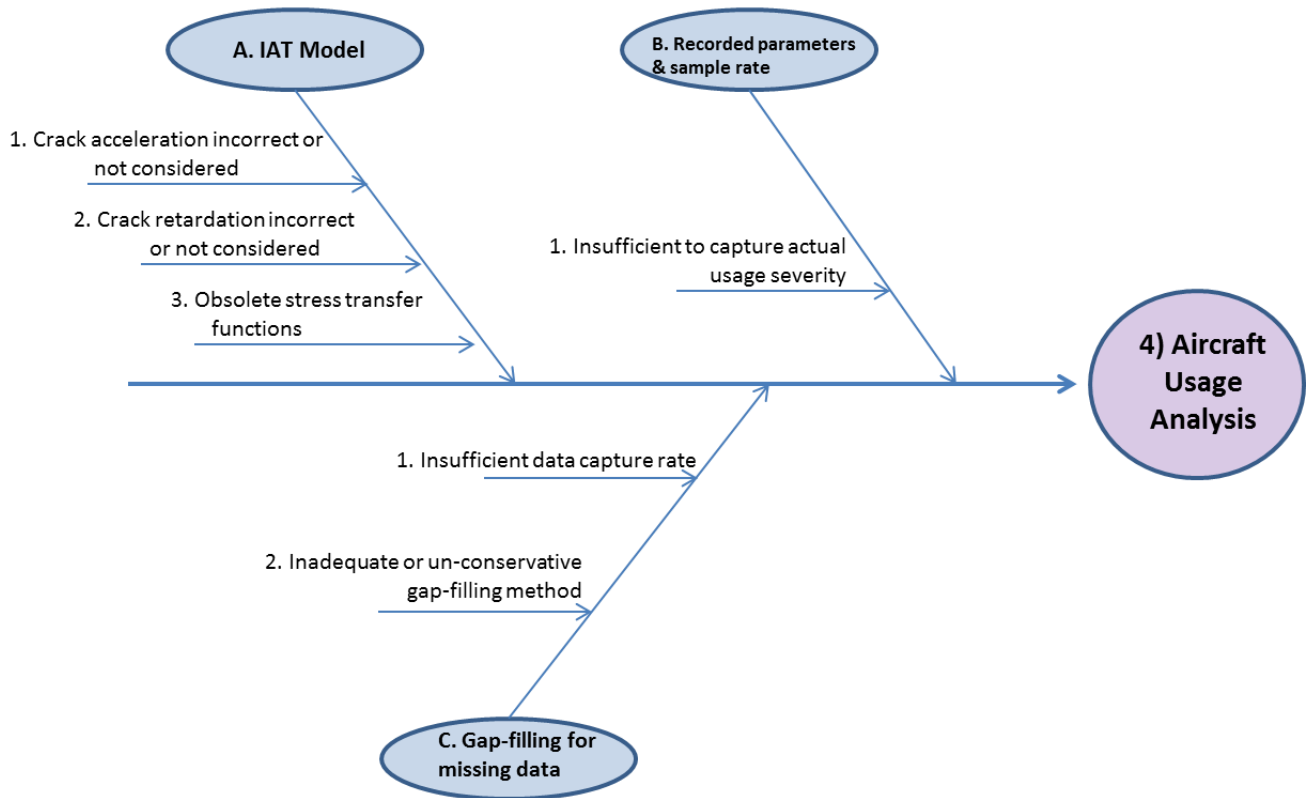 A. IAT Model
B. Recorded parameters
& sample rate
1. Crack acceleration incorrect or
not considered
2. Crack retardation incorrect
or not considered
3. Obsolete stress transfer
functions
1. Insufficient to capture actual
usage severity
4) Aircraft
Usage
Analysis
1. Insufficient data capture rate
2. Inadequate or un-conservative
gap-filling method
C. Gap-filling for
missing data